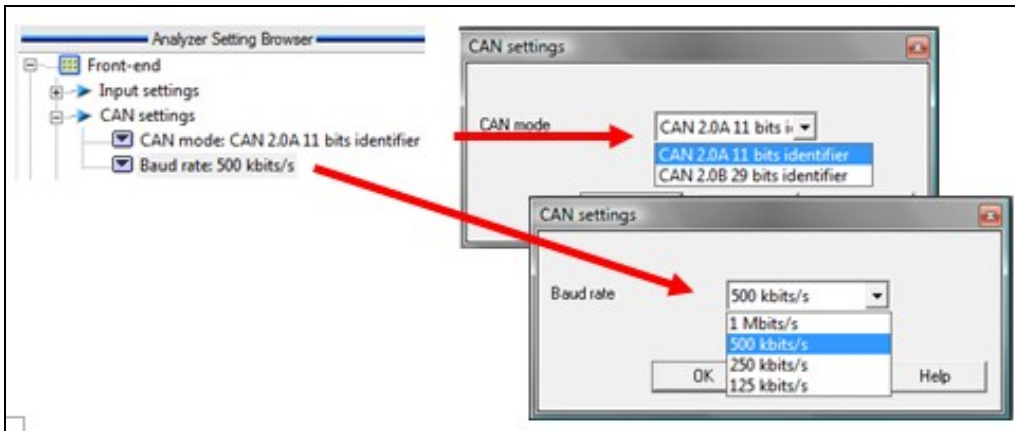 Analyzer Setting Browser
Front-end
Input settings
CAN settings
CAN mode: CAN 2.0A 11 bits identifier
Baud rate: 500 kbits/s
CAN settings
CAN mode
CAN 2.0A 11 bits i
CAN 2.0A 11 bits identifier
CAN 2.0B 29 bits identifier
CAN settings
Baud rate
500 kbits/s
1 Mbits/s
500 kbits/s
250 kbits/s
125 kbits/s
OK
Help